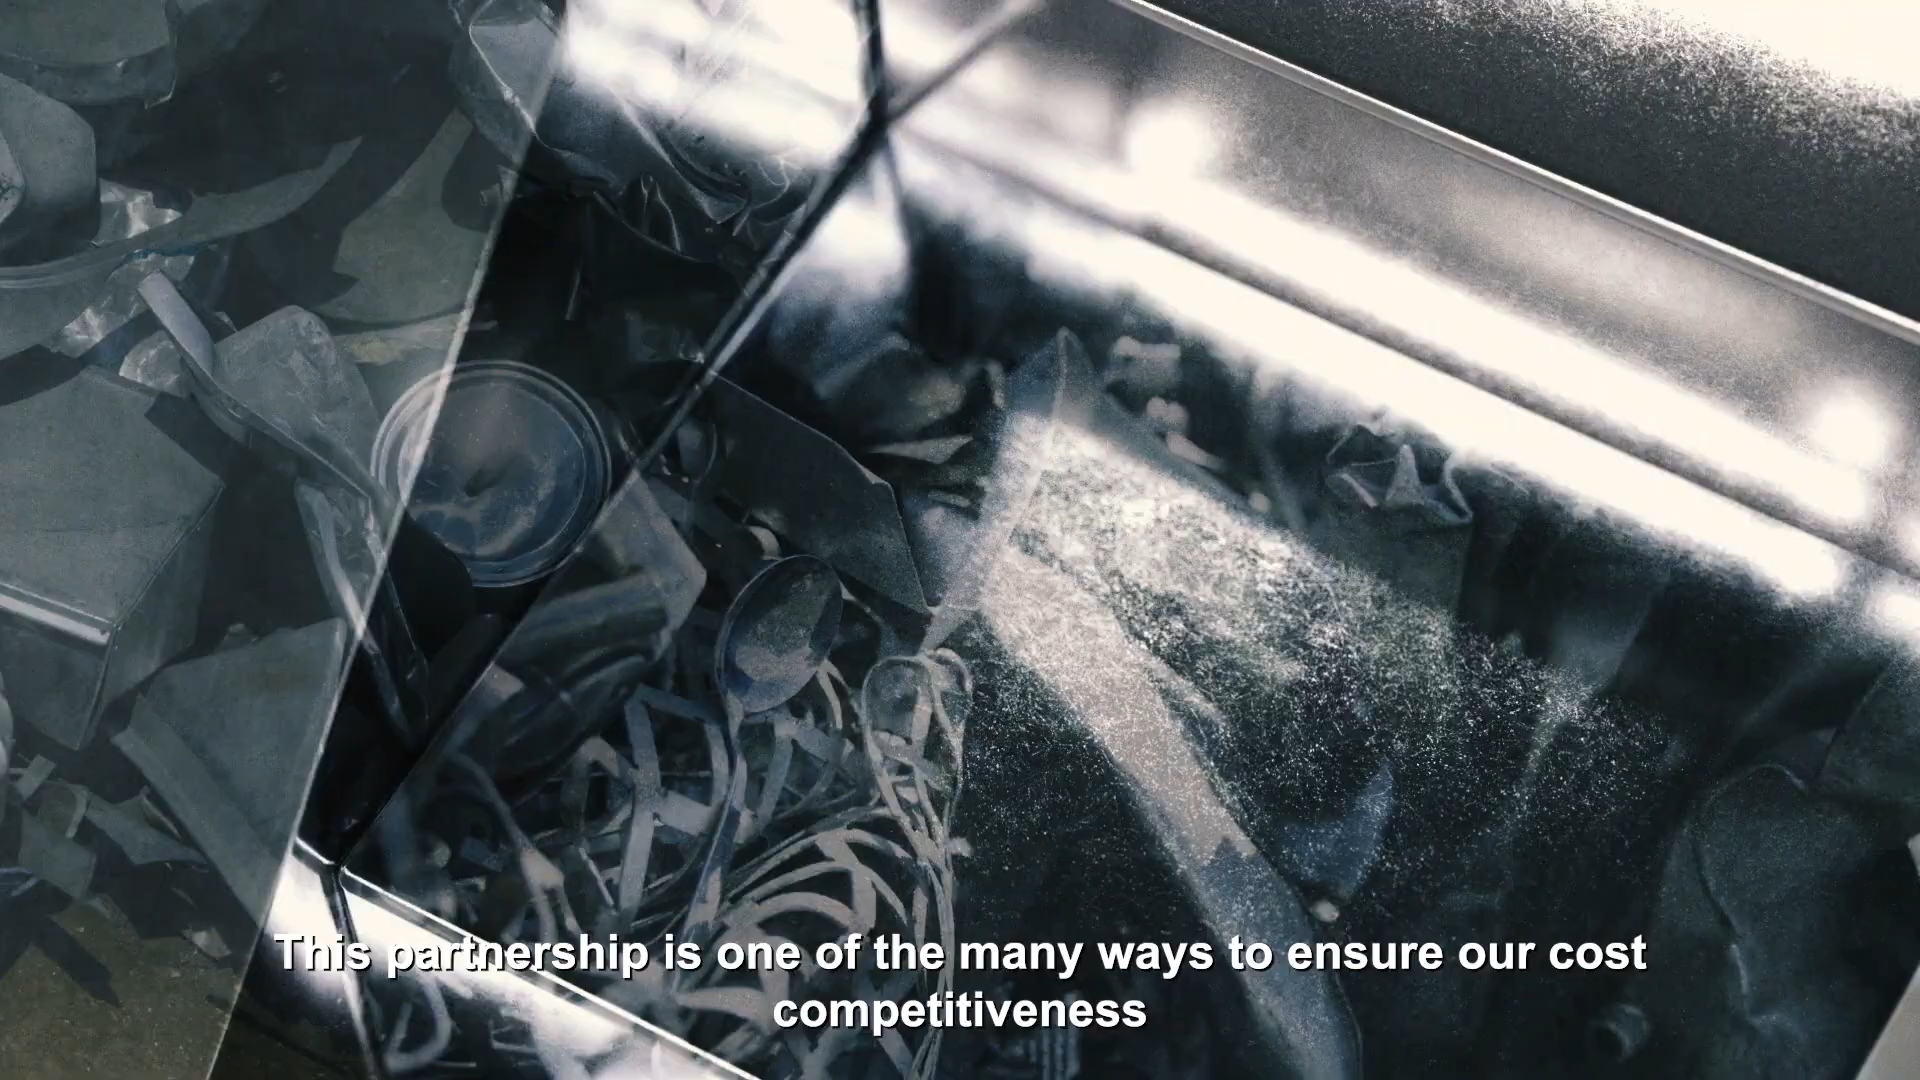 This partnership is one of the many ways to ensure our cost
competitiveness